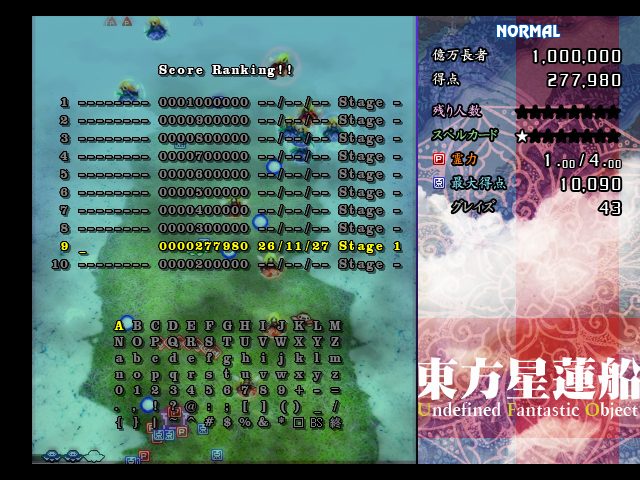 Score Ranking!!
1 -------- 0001000000 --/--/-- Stage -
2 -------- 0000900000 --/--/-- Stage -
3 -------- 0000800000 --/--/-- Stage -
4 -------- 0000700000 --/--/-- Stage -
5 -------- 0000600000 --/--/-- Stage -
6 -------- 0000500000 --/--/-- Stage -
7 -------- 0000400000 --/--/-- Stage -
8 -------- 0000300000 --/--/-- Stage -
9 _ 0000277980 26/11/27 Stage 1
10 -------- 0000200000 --/--/-- Stage -
A B C D E F G H I J K L M
N O P Q R S T U V W X Y Z
a b c d e f g h i j k l m
n o p q r s t u v w x y z
0 1 2 3 4 5 6 7 8 9 + - =
. , ! ? @ : ; [ ] ( ) _ /
{ } | ~ ^ # $ % & * □ BS 終
NORMAL
億万長者 1,000,000
得点 277,980
残り人数
スペルカード
P 霊力 1.00/4.00
点 最大得点 10,090
グレイズ 43
東方星蓮船
Undefined Fantastic Object